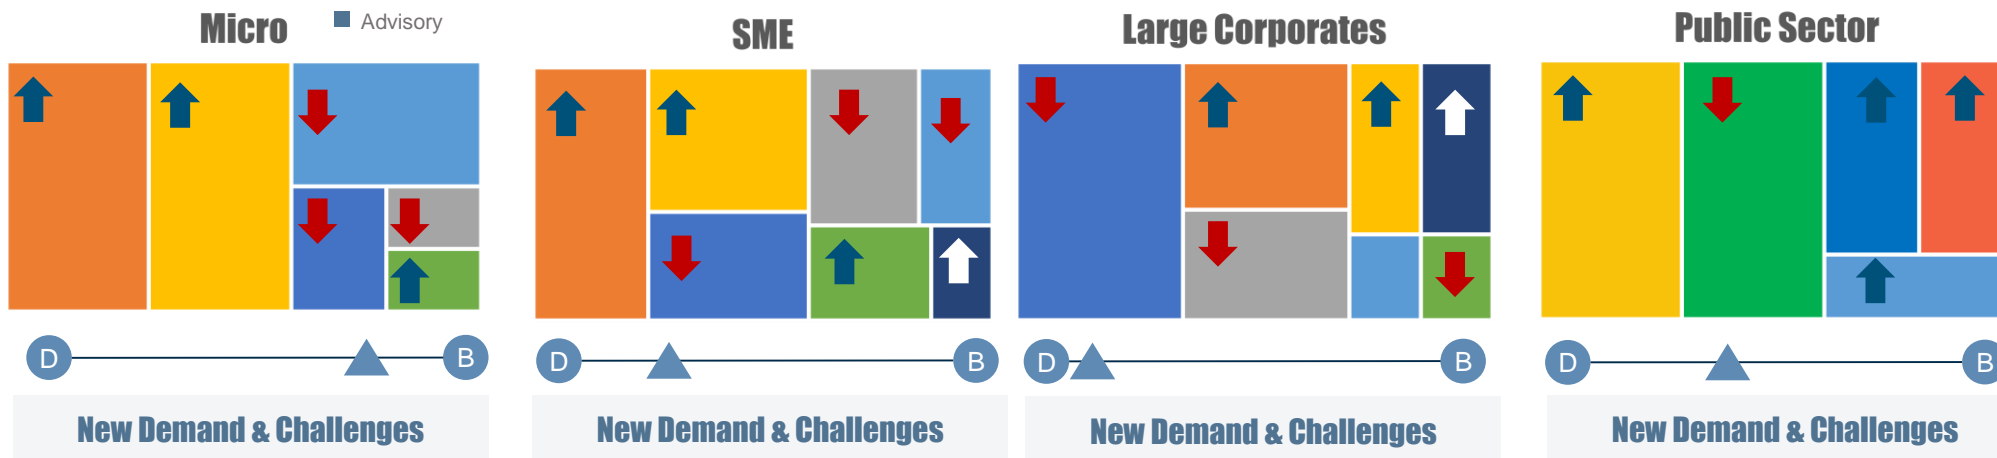 Micro
Advisory
SME
Large Corporates
Public Sector
D
B
D
B
D
B
D
B
New Demand & Challenges
New Demand & Challenges
New Demand & Challenges
New Demand & Challenges